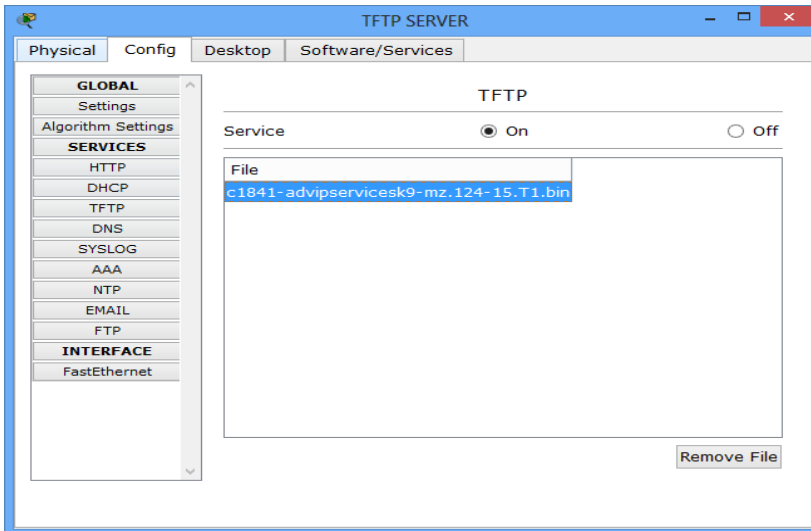 TFTP SERVER
Physical Config Desktop Software/Services
GLOBAL
Settings
Algorithm Settings
SERVICES
HTTP
DHCP
TFTP
DNS
SYSLOG
AAA
NTP
EMAIL
FTP
INTERFACE
FastEthernet
TFTP
Service On Off
File
c1841-advipservicesk9-mz.124-15.T1.bin
Remove File